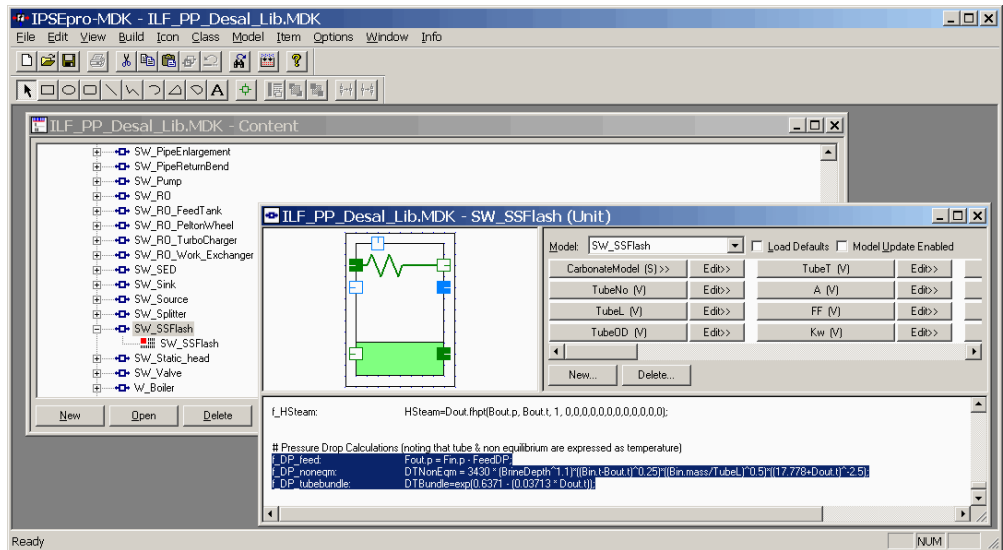 IPSEpro-MDK - ILF_PP_Desal_Lib.MDK
File Edit View Build Icon Class Model Item Options Window Info
A
ILF_PP_Desal_Lib.MDK - Content
SW_PipeEnlargement
SW_PipeReturnBend
SW_Pump
SW_RO
SW_RO_FeedTank
SW_RO_PeltonWheel
SW_RO_TurboCharger
SW_RO_Work_Exchanger
SW_SED
SW_Sink
SW_Source
SW_Splitter
SW_SSFlash
SW_SSFlash
SW_Static_head
SW_Valve
W_Boiler
New Open Delete
ILF_PP_Desal_Lib.MDK - SW_SSFlash (Unit)
Model: SW_SSFlash Load Defaults Model Update Enabled
CarbonateModel (S) >> Edit>> TubeT (V) Edit>>
TubeNo (V) Edit>> A (V) Edit>>
TubeL (V) Edit>> FF (V) Edit>>
TubeOD (V) Edit>> Kw (V) Edit>>
New... Delete...
f_HSteam: HSteam=Dout.fhpt(Bout.p, Bout.t, 1, 0,0,0,0,0,0,0,0,0,0,0,0);
# Pressure Drop Calculations (noting that tube & non equilibrium are expressed as temperature)
f_DP_feed: Fout.p = Fin.p - FeedDP;
f_DP_noneqm: DTNonEqm = 3430 * (BrineDepth^1.1)*((Bin.t-Bout.t)^0.25)*((Bin.mass/TubeL)^0.5)*((17.778+Dout.t)^-2.5);
f_DP_tubebundle: DTBundle=exp(0.6371 - (0.03713 * Dout.t));
Ready NUM